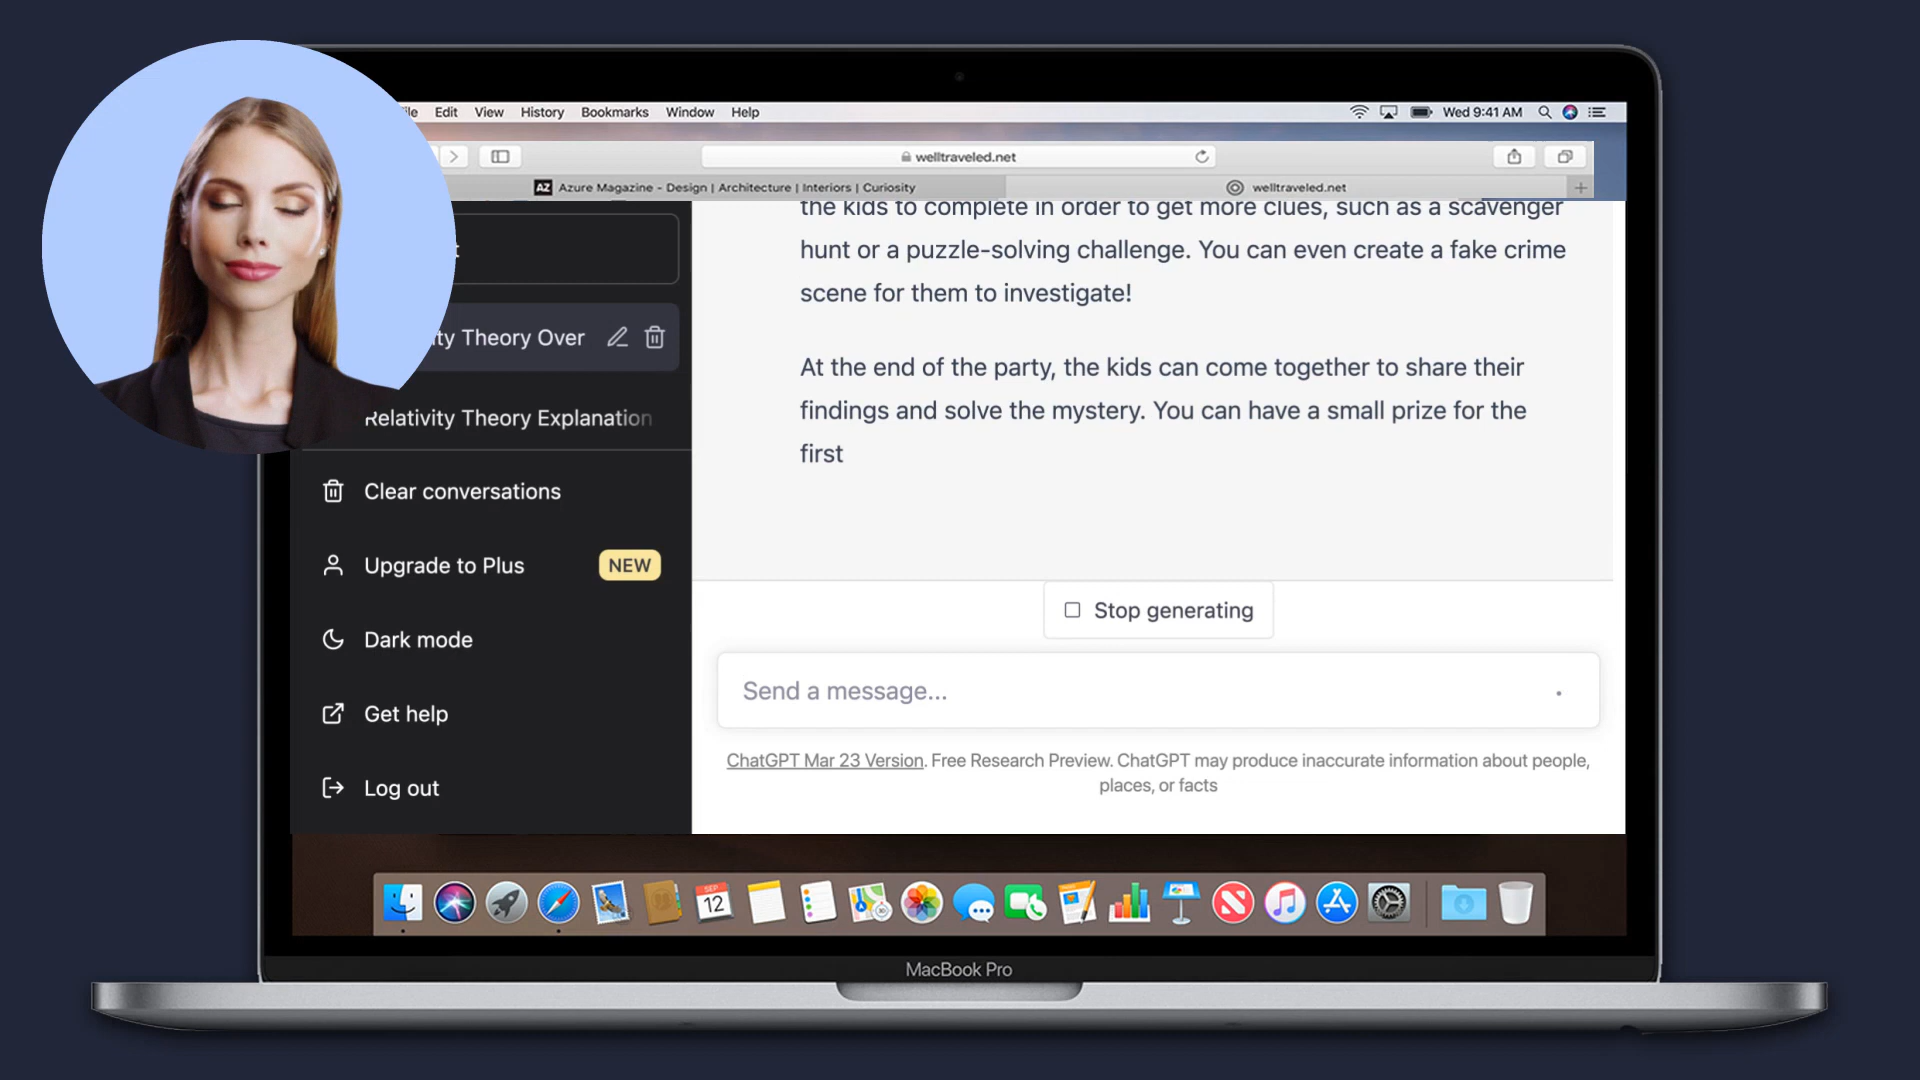 Edit View History Bookmarks Window Help Wed 9:41 AM
welltraveled.net
AZ Azure Magazine - Design | Architecture | Interiors | Curiosity welltraveled.net
the kids to complete in order to get more clues, such as a scavenger
hunt or a puzzle-solving challenge. You can even create a fake crime
scene for them to investigate!
Theory Over
At the end of the party, the kids can come together to share their
findings and solve the mystery. You can have a small prize for the
first
Relativity Theory Explanation
Clear conversations
Upgrade to Plus NEW
Dark mode
Get help
Log out
Stop generating
Send a message...
ChatGPT Mar 23 Version. Free Research Preview. ChatGPT may produce inaccurate information about people,
places, or facts
SEP
12
MacBook Pro